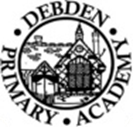 · DEBDEN ·
PRIMARY · ACADEMY